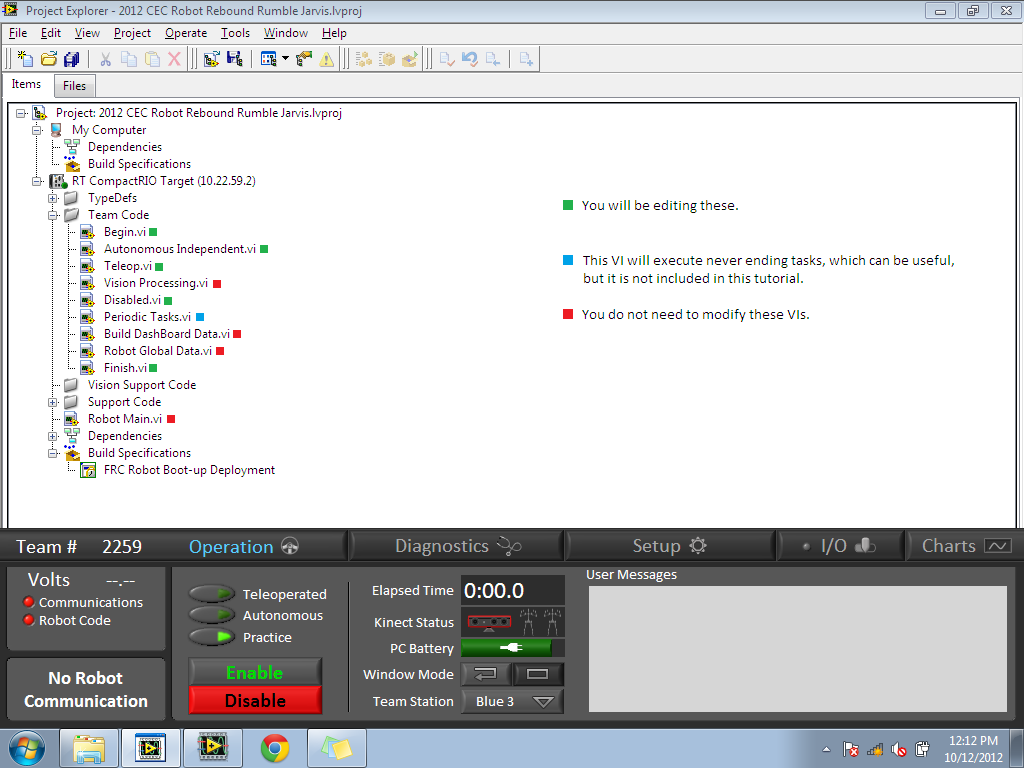 Project Explorer - 2012 CEC Robot Rebound Rumble Jarvis.lvproj
File Edit View Project Operate Tools Window Help
Items Files
Project: 2012 CEC Robot Rebound Rumble Jarvis.lvproj
My Computer
Dependencies
Build Specifications
RT CompactRIO Target (10.22.59.2)
TypeDefs
Team Code
Begin.vi
Autonomous Independent.vi
Teleop.vi
Vision Processing.vi
Disabled.vi
Periodic Tasks.vi
Build DashBoard Data.vi
Robot Global Data.vi
Finish.vi
Vision Support Code
Support Code
Robot Main.vi
Dependencies
Build Specifications
FRC Robot Boot-up Deployment
You will be editing these.
This VI will execute never ending tasks, which can be useful,
but it is not included in this tutorial.
You do not need to modify these VIs.
Team # 2259 Operation Diagnostics Setup I/O Charts
Volts --.--
Communications
Robot Code
No Robot
Communication
Teleoperated
Autonomous
Practice
Enable
Disable
Elapsed Time 0:00.0
Kinect Status
PC Battery
Window Mode
Team Station Blue 3
User Messages
12:12 PM
10/12/2012